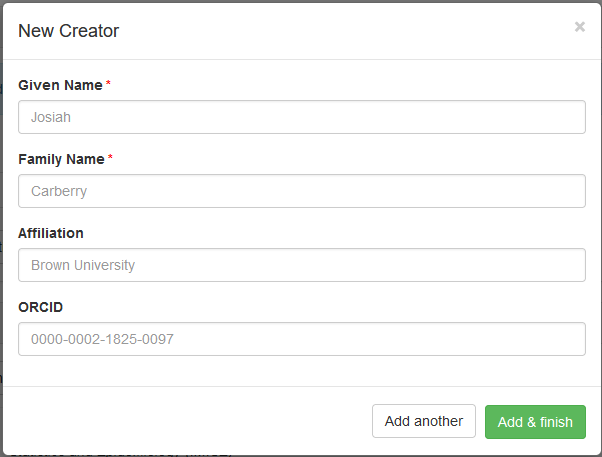 New Creator
×
Given Name *
Josiah
Family Name *
Carberry
Affiliation
Brown University
ORCID
0000-0002-1825-0097
Add another
Add & finish